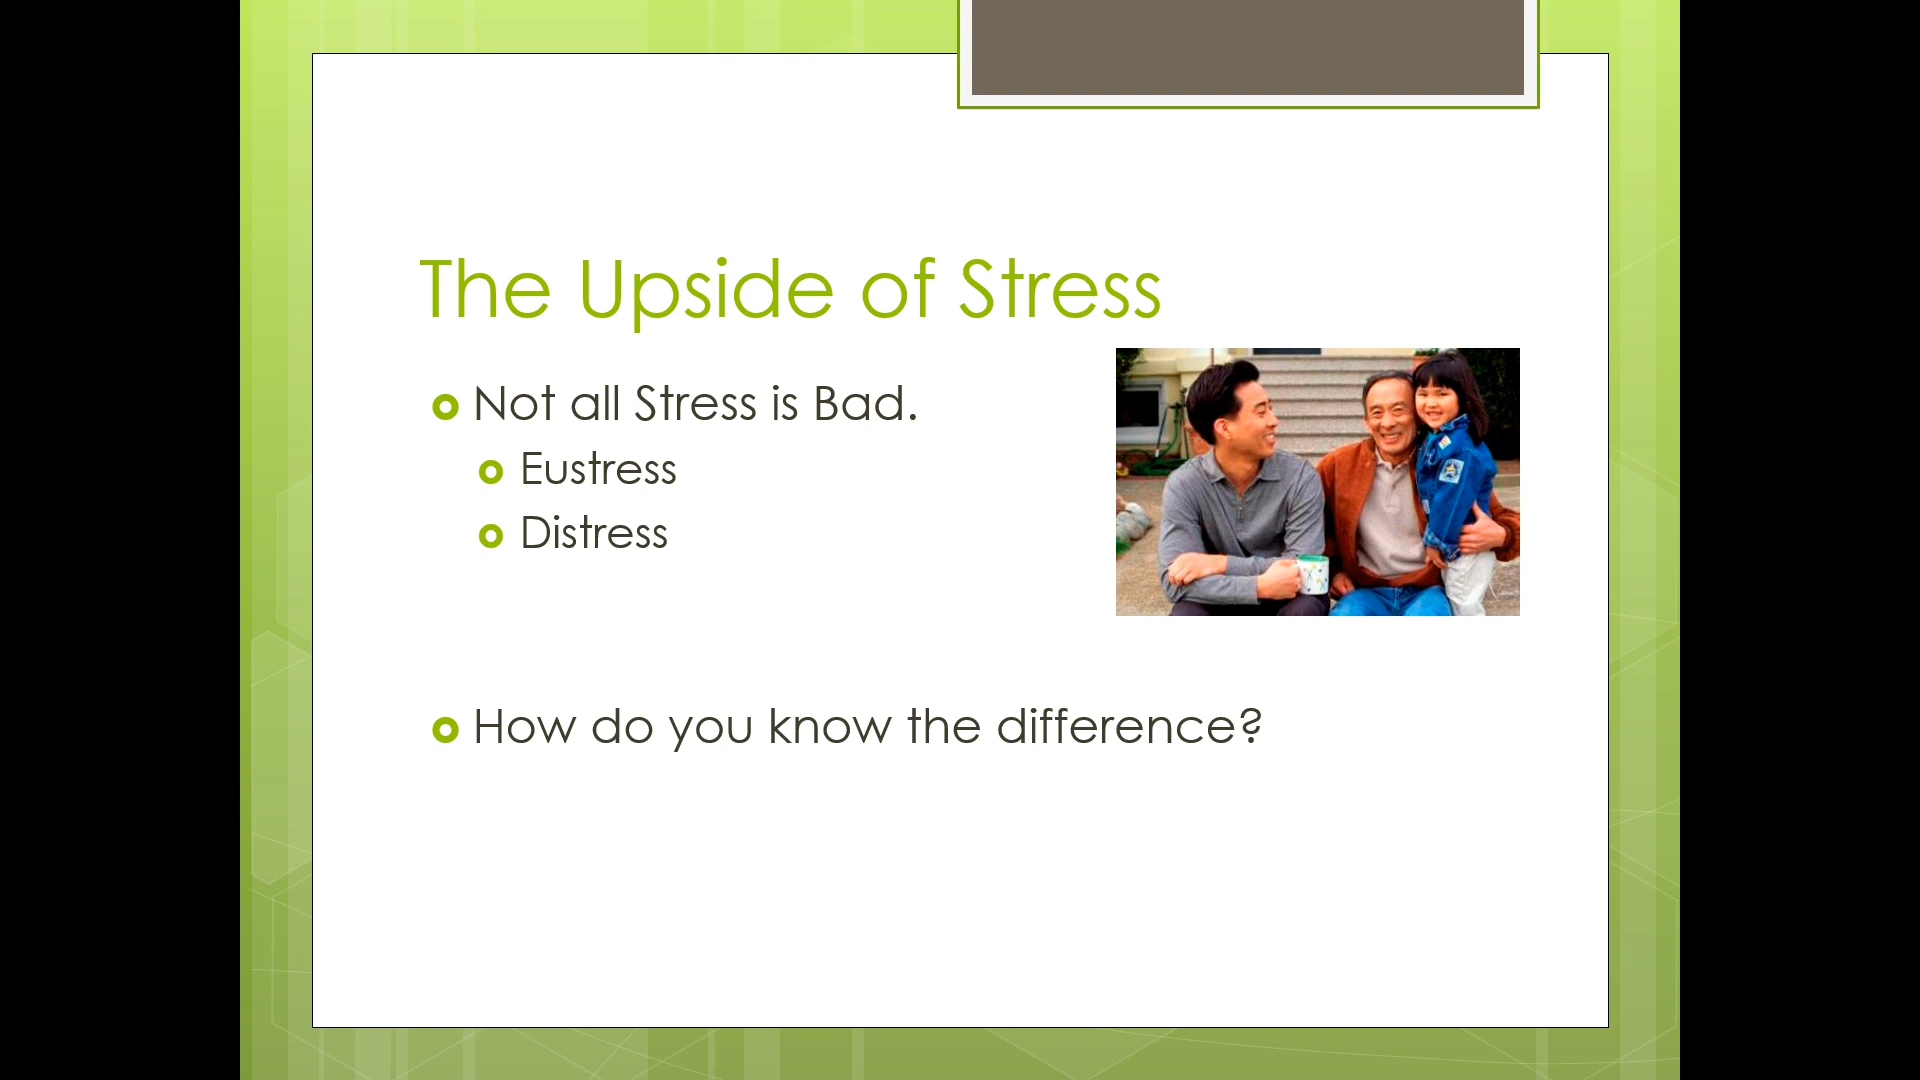 The Upside of Stress
Not all Stress is Bad.
Eustress
Distress
How do you know the difference?